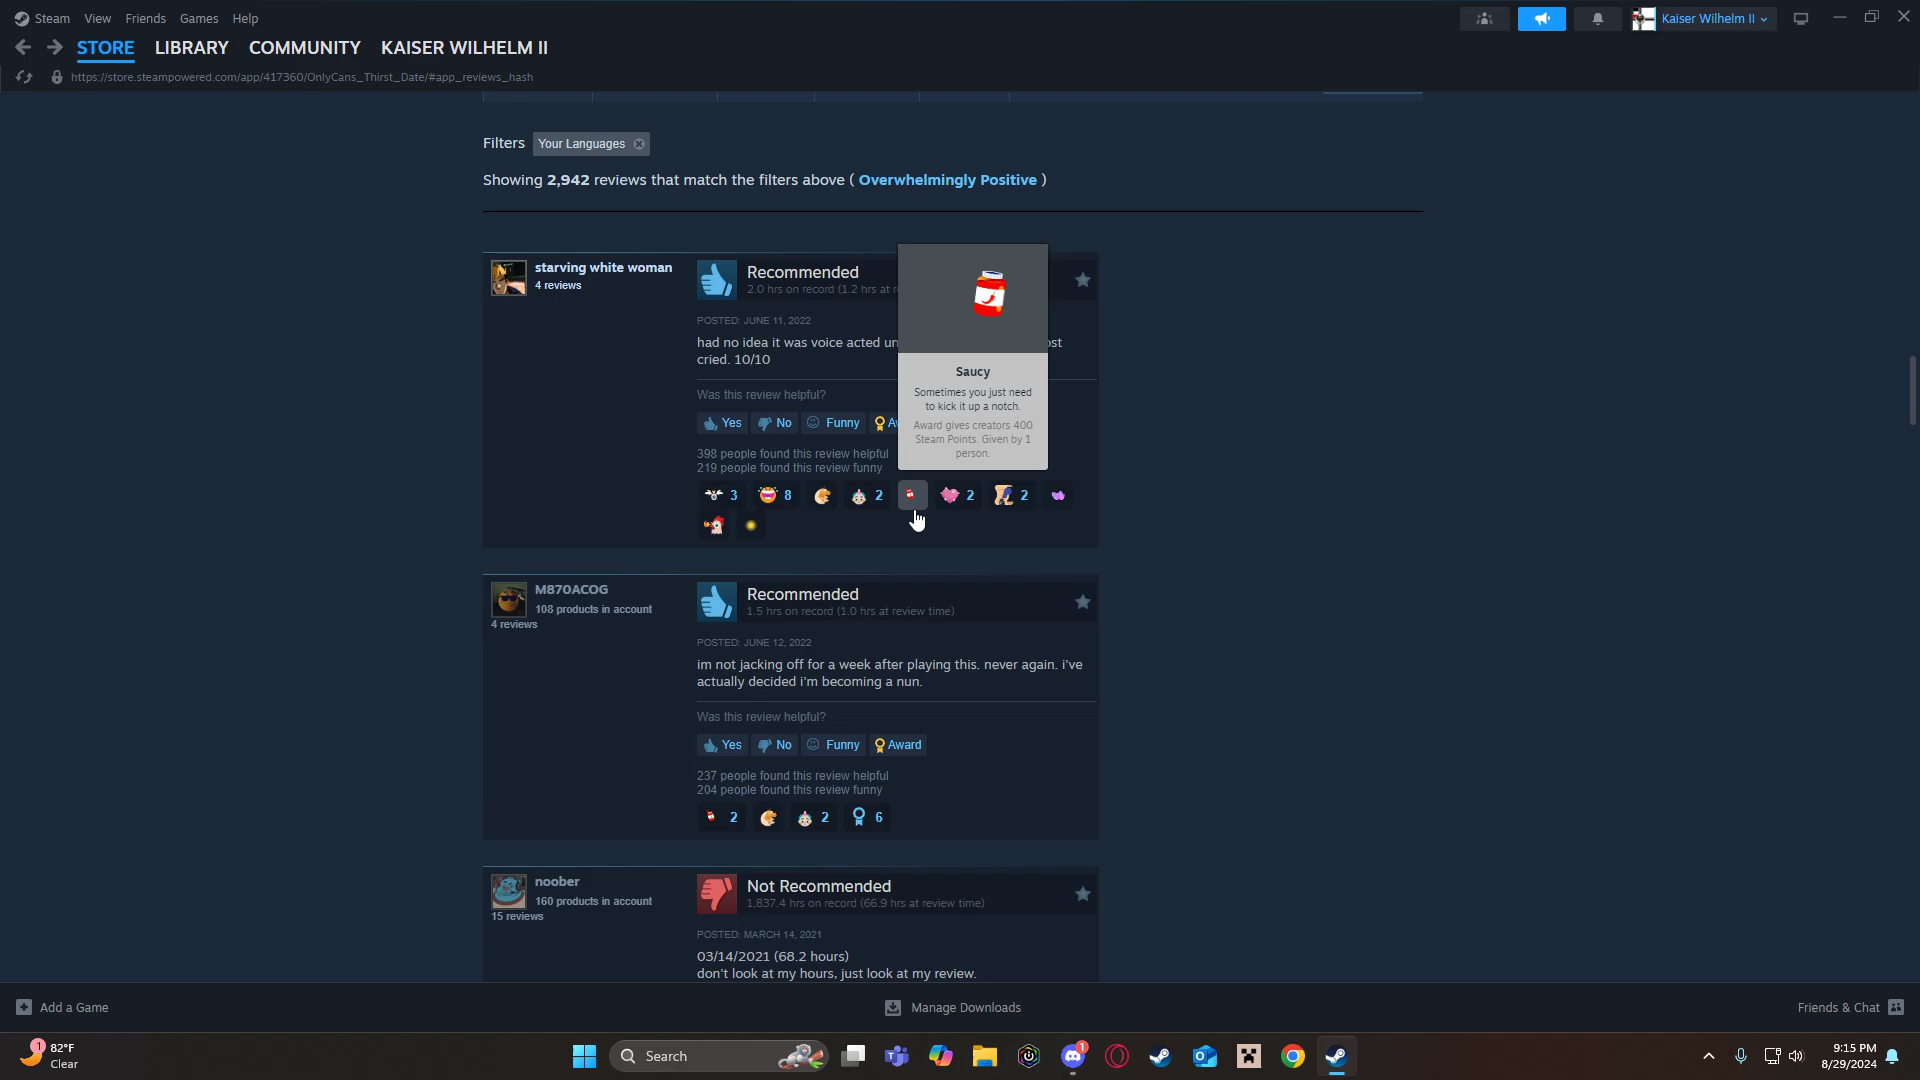 Steam View Friends Games Help
Kaiser Wilhelm II
STORE LIBRARY COMMUNITY KAISER WILHELM II
https://store.steampowered.com/app/417360/OnlyCans_Thirst_Date/#app_reviews_hash
Filters Your Languages
Showing 2,942 reviews that match the filters above ( Overwhelmingly Positive )
starving white woman
4 reviews
Recommended
2.0 hrs on record (1.2 hrs at
POSTED: JUNE 11, 2022
had no idea it was voice acted
cried. 10/10
Was this review helpful?
Yes No Funny
398 people found this review helpful
219 people found this review funny
3 8 2 2 2
Saucy
Sometimes you just need
to kick it up a notch.
Award gives creators 400
Steam Points. Given by 1
person.
M870ACOG
108 products in account
4 reviews
Recommended
1.5 hrs on record (1.0 hrs at review time)
POSTED: JUNE 12, 2022
im not jacking off for a week after playing this. never again. i've
actually decided i'm becoming a nun.
Was this review helpful?
Yes No Funny Award
237 people found this review helpful
204 people found this review funny
2 2 6
noober
160 products in account
15 reviews
Not Recommended
1,837.4 hrs on record (66.9 hrs at review time)
POSTED: MARCH 14, 2021
03/14/2021 (68.2 hours)
don't look at my hours, just look at my review.
Add a Game Manage Downloads Friends & Chat
1 82°F
Clear
Search
1
9:15 PM
8/29/2024